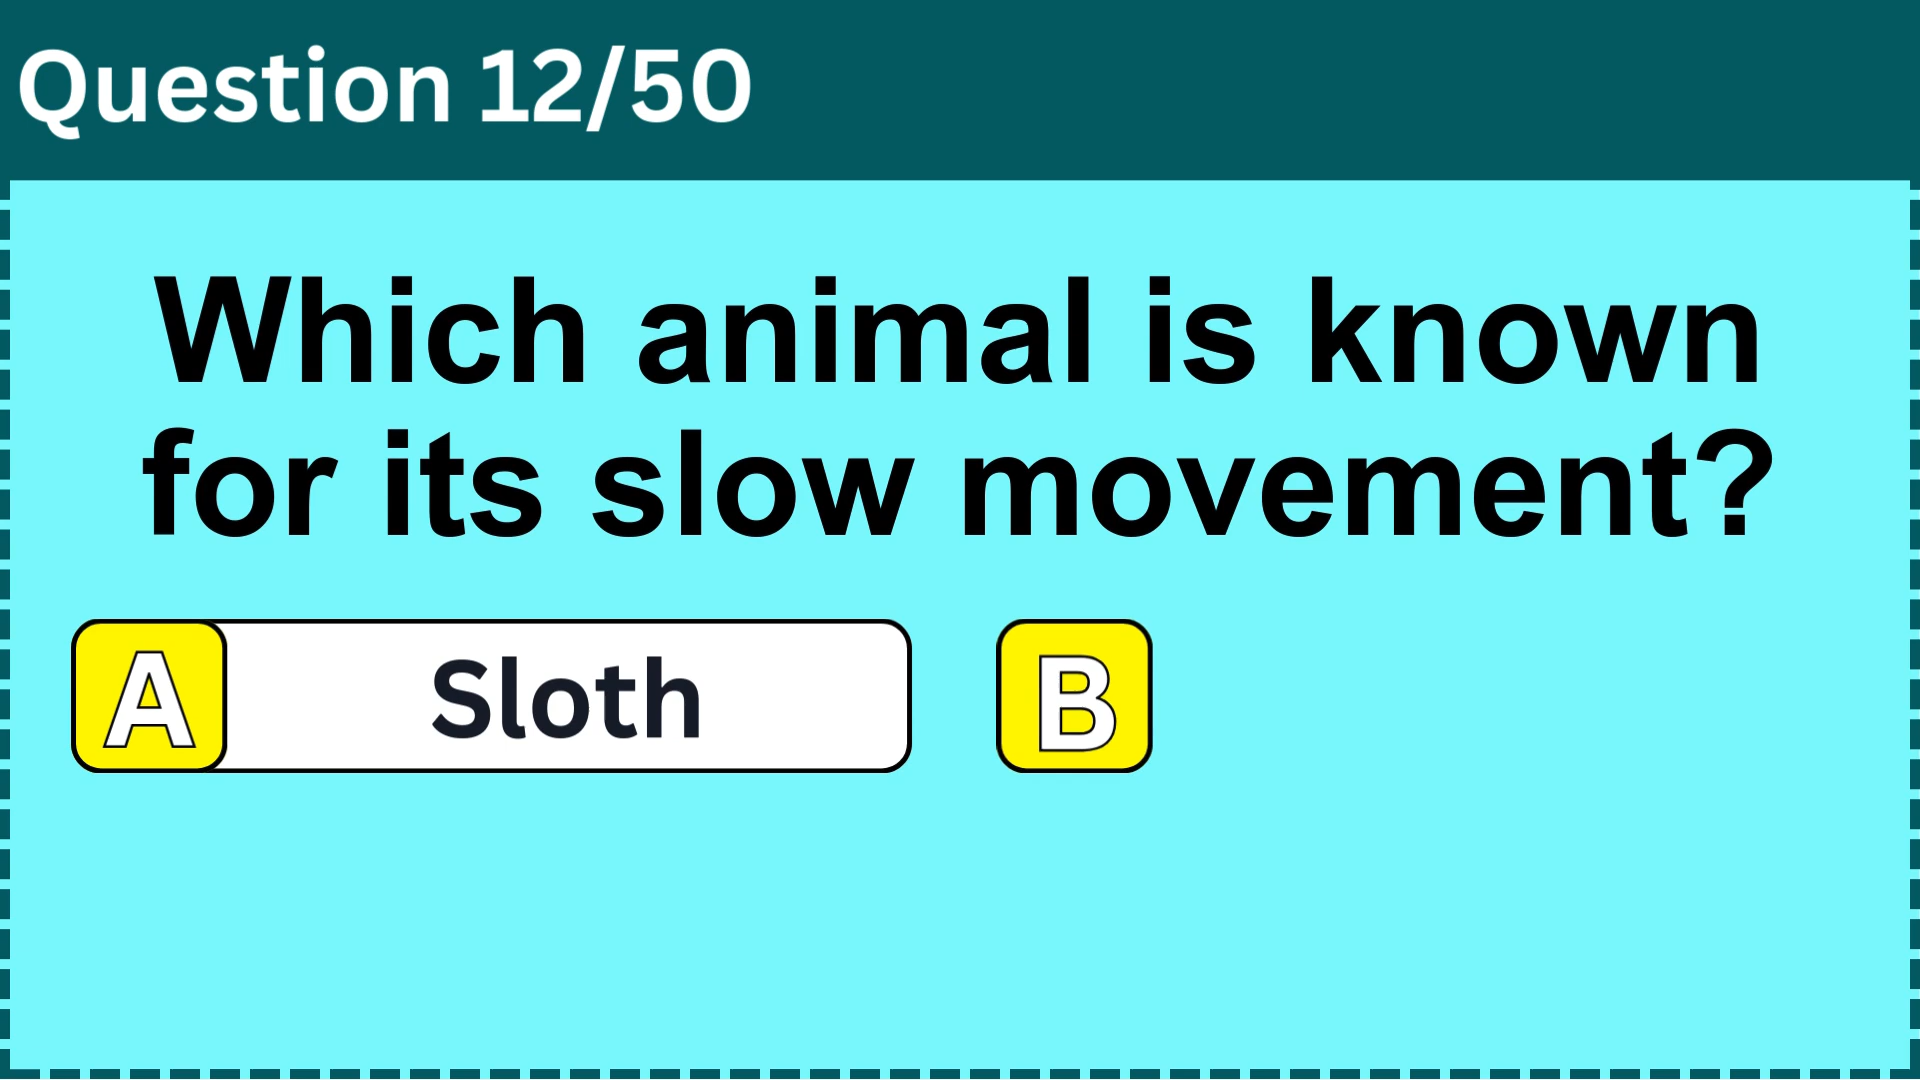 Question 12/50
Which animal is known
for its slow movement?
A Sloth
B